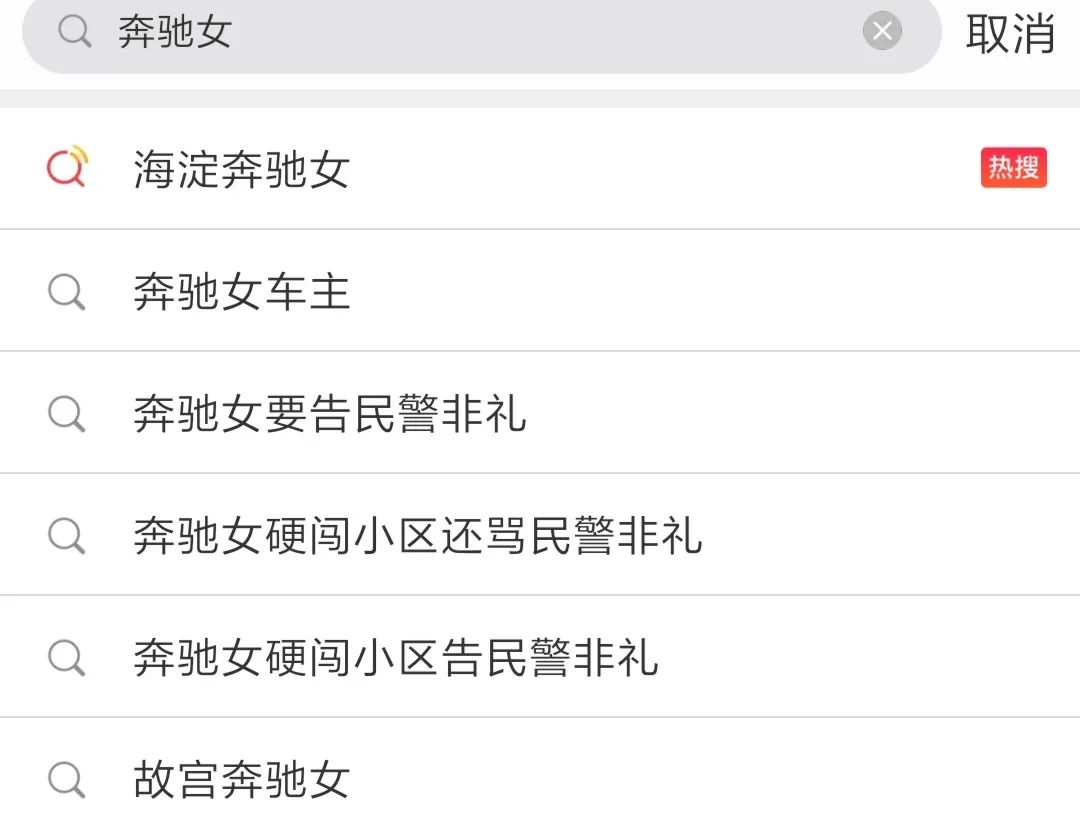 奔驰女 取消
海淀奔驰女 热搜
奔驰女车主
奔驰女要告民警非礼
奔驰女硬闯小区还骂民警非礼
奔驰女硬闯小区告民警非礼
故宫奔驰女